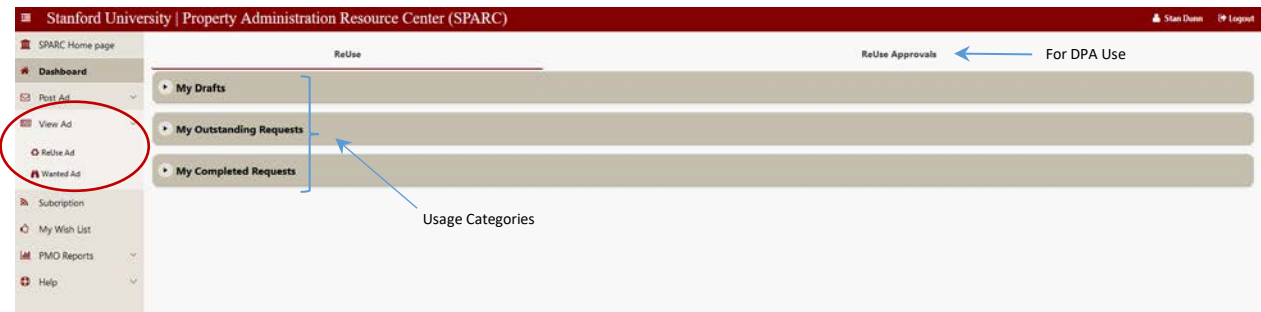 Stanford University | Property Administration Resource Center (SPARC)
Stan Dunn
Logout
SPARC Home page
Dashboard
Post Ad
View Ad
ReUse Ad
Wanted Ad
Subcription
My Wish List
PMO Reports
Help
ReUse
ReUse Approvals
For DPA Use
My Drafts
My Outstanding Requests
My Completed Requests
Usage Categories